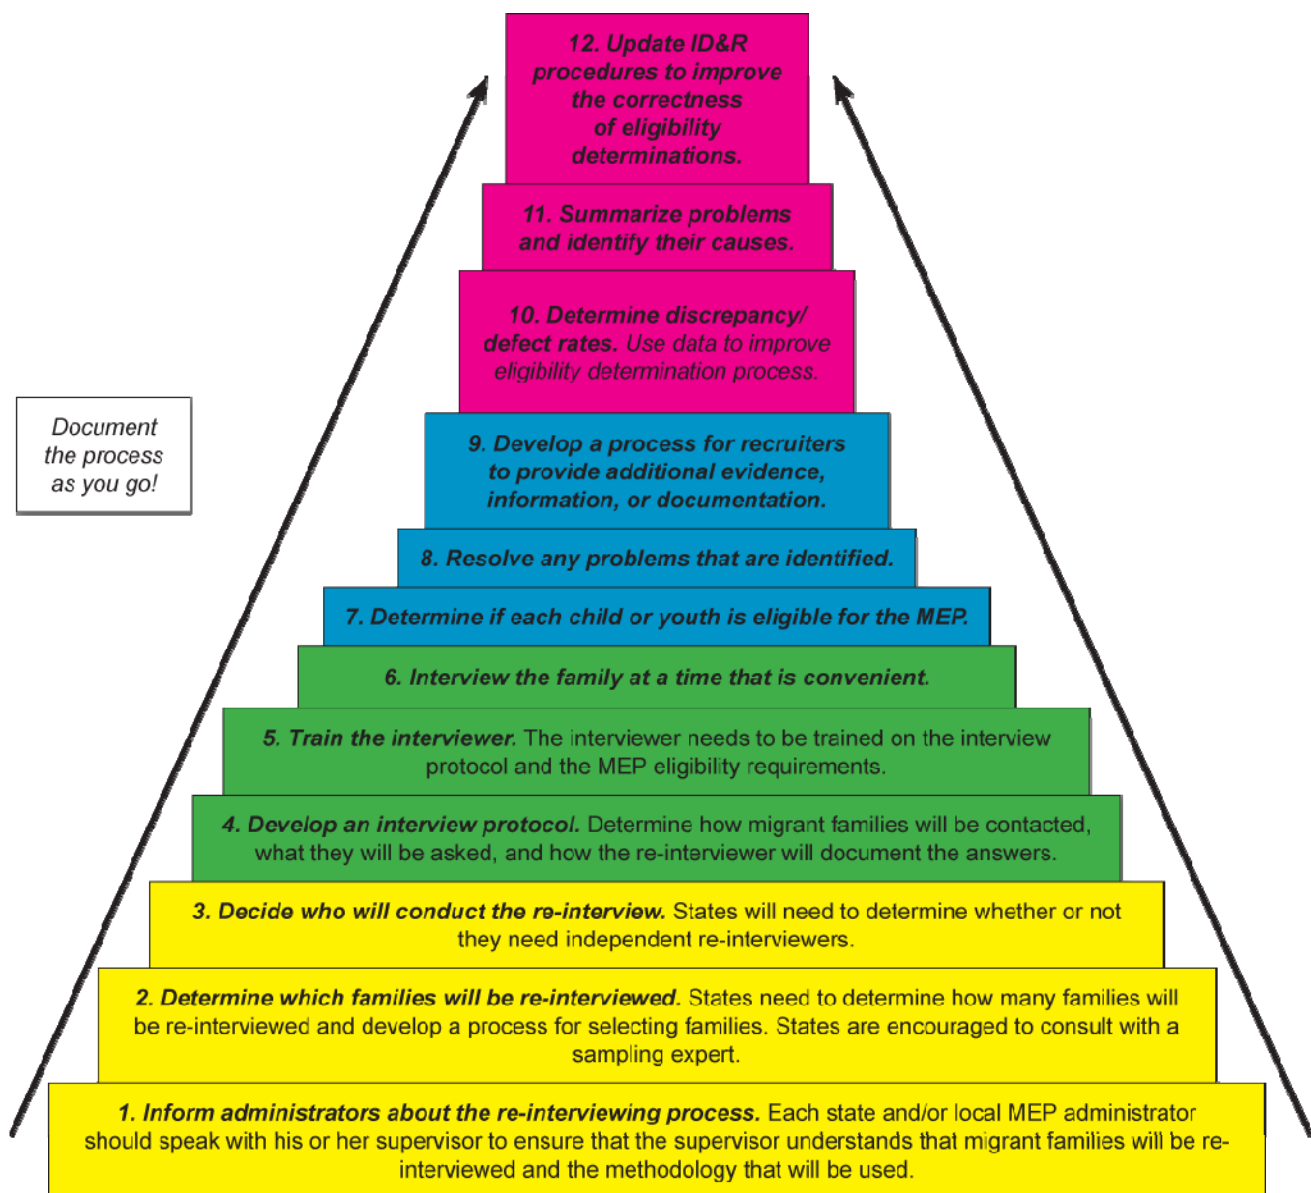 12. Update ID&R
procedures to improve
the correctness
of eligibility
determinations.
11. Summarize problems
and identify their causes.
10. Determine discrepancy/
defect rates. Use data to improve
eligibility determination process.
Document
the process
as you go!
9. Develop a process for recruiters
to provide additional evidence,
information, or documentation.
8. Resolve any problems that are identified.
7. Determine if each child or youth is eligible for the MEP.
6. Interview the family at a time that is convenient.
5. Train the interviewer. The interviewer needs to be trained on the interview
protocol and the MEP eligibility requirements.
4. Develop an interview protocol. Determine how migrant families will be contacted,
what they will be asked, and how the re-interviewer will document the answers.
3. Decide who will conduct the re-interview. States will need to determine whether or not
they need independent re-interviewers.
2. Determine which families will be re-interviewed. States need to determine how many families will
be re-interviewed and develop a process for selecting families. States are encouraged to consult with a
sampling expert.
1. Inform administrators about the re-interviewing process. Each state and/or local MEP administrator
should speak with his or her supervisor to ensure that the supervisor understands that migrant families will be re-
interviewed and the methodology that will be used.